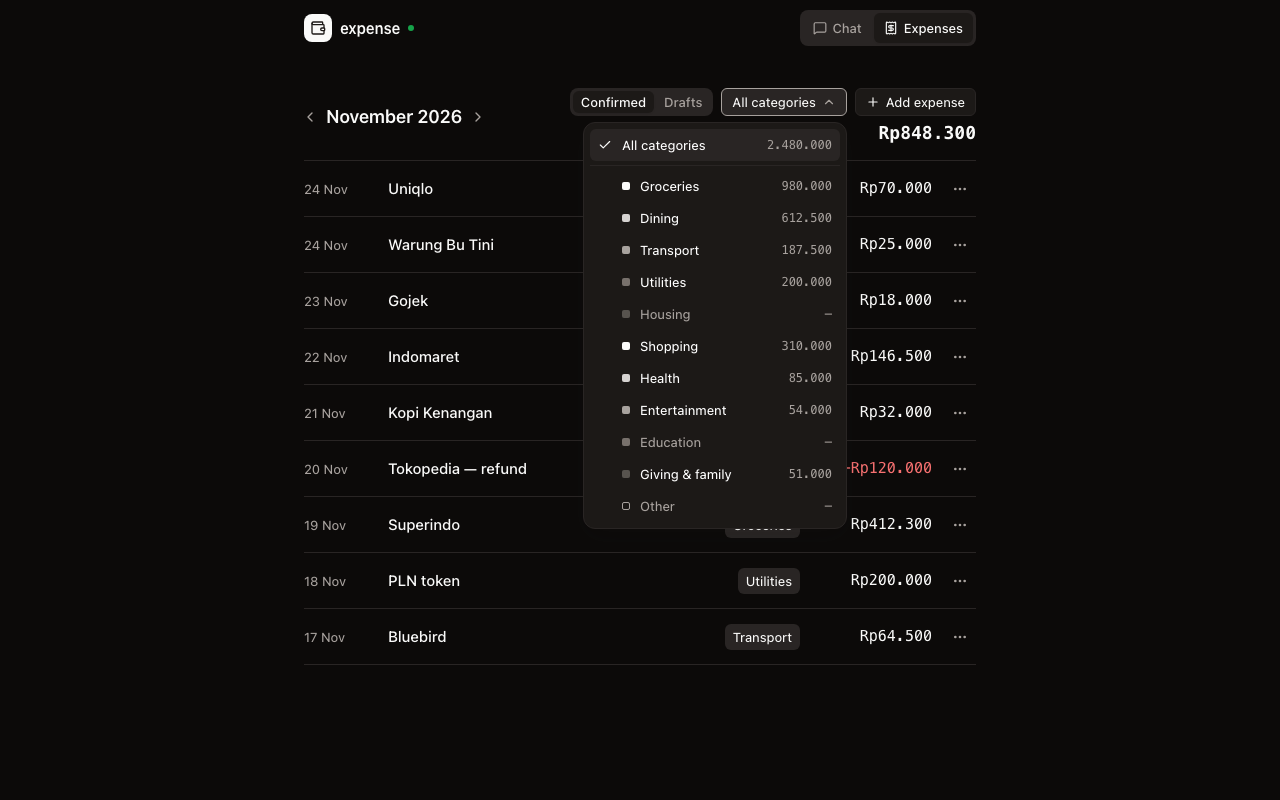 expense
Chat
Expenses
November 2026
Confirmed
Drafts
All categories
Add expense
Rp848.300
All categories 2.480.000
Groceries 980.000
Dining 612.500
Transport 187.500
Utilities 200.000
Housing –
Shopping 310.000
Health 85.000
Entertainment 54.000
Education –
Giving & family 51.000
Other –
24 Nov Uniqlo Rp70.000
24 Nov Warung Bu Tini Rp25.000
23 Nov Gojek Rp18.000
22 Nov Indomaret Rp146.500
21 Nov Kopi Kenangan Rp32.000
20 Nov Tokopedia — refund -Rp120.000
19 Nov Superindo Rp412.300
18 Nov PLN token Utilities Rp200.000
17 Nov Bluebird Transport Rp64.500